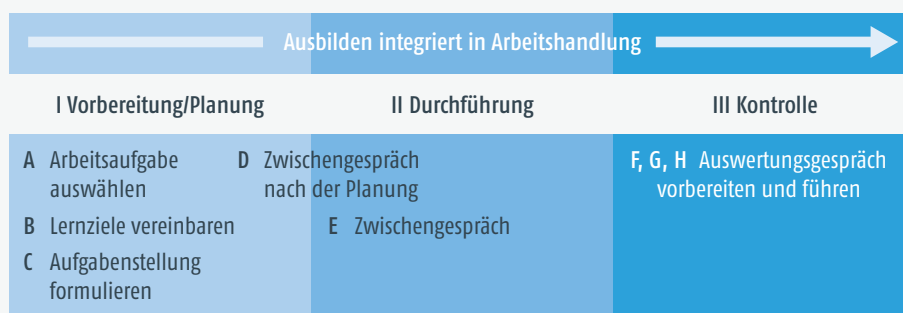 Ausbilden integriert in Arbeitshandlung
I Vorbereitung/Planung
II Durchführung
III Kontrolle
A Arbeitsaufgabe
auswählen
B Lernziele vereinbaren
C Aufgabenstellung
formulieren
D Zwischengespräch
nach der Planung
E Zwischengespräch
F, G, H Auswertungsgespräch
vorbereiten und führen